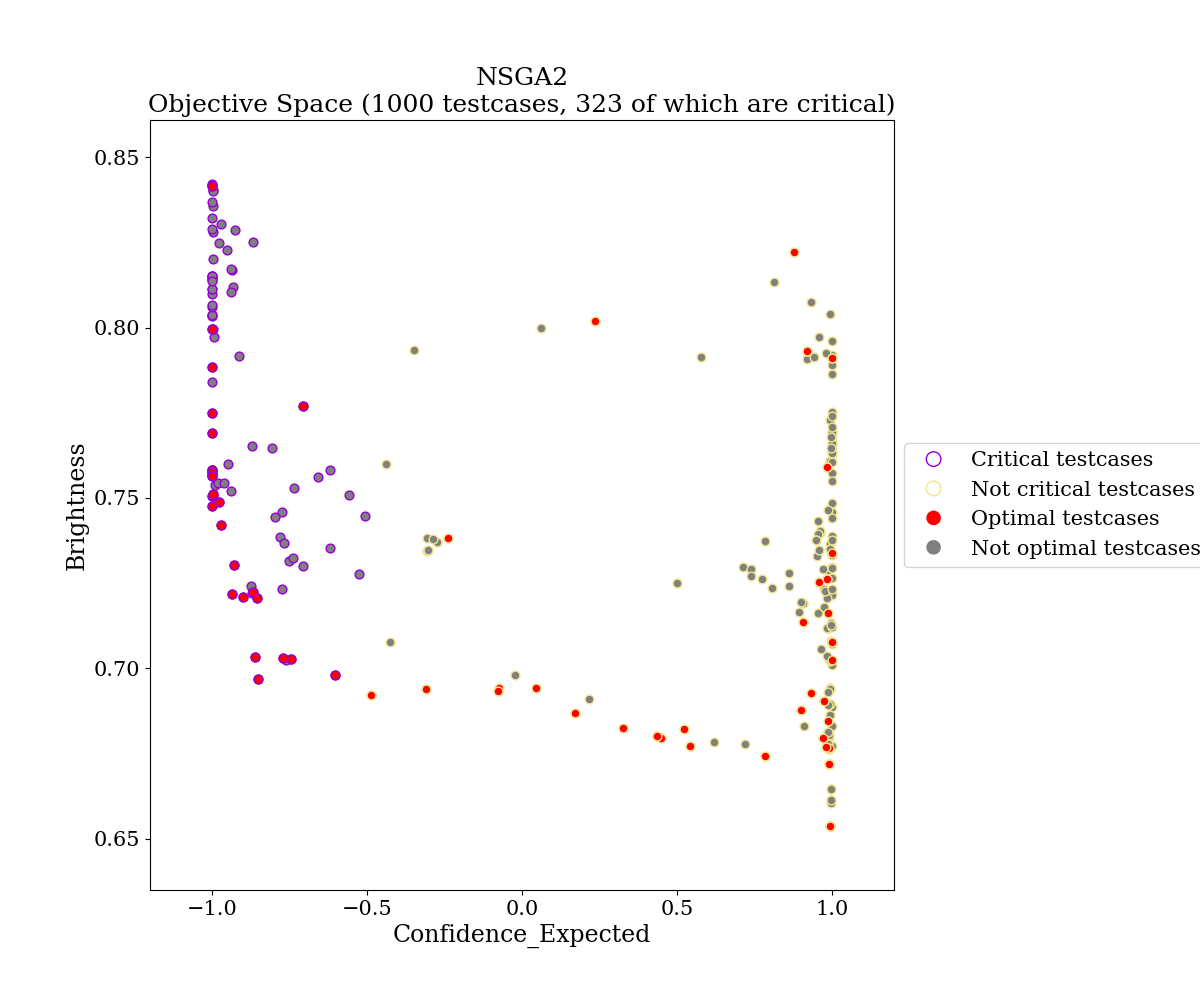 NSGA2
Objective Space (1000 testcases, 323 of which are critical)
0.85
0.80
0.75
0.70
0.65
Brightness
−1.0 −0.5 0.0 0.5 1.0
Confidence_Expected
Critical testcases
Not critical testcases
Optimal testcases
Not optimal testcases